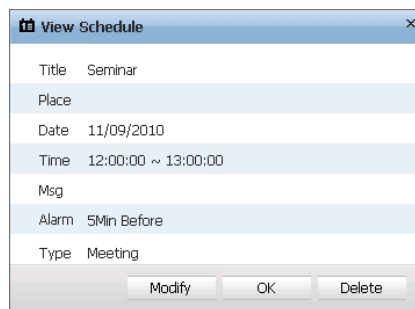 View Schedule
Title Seminar
Place
Date 11/09/2010
Time 12:00:00 ~ 13:00:00
Msg
Alarm 5Min Before
Type Meeting
Modify OK Delete